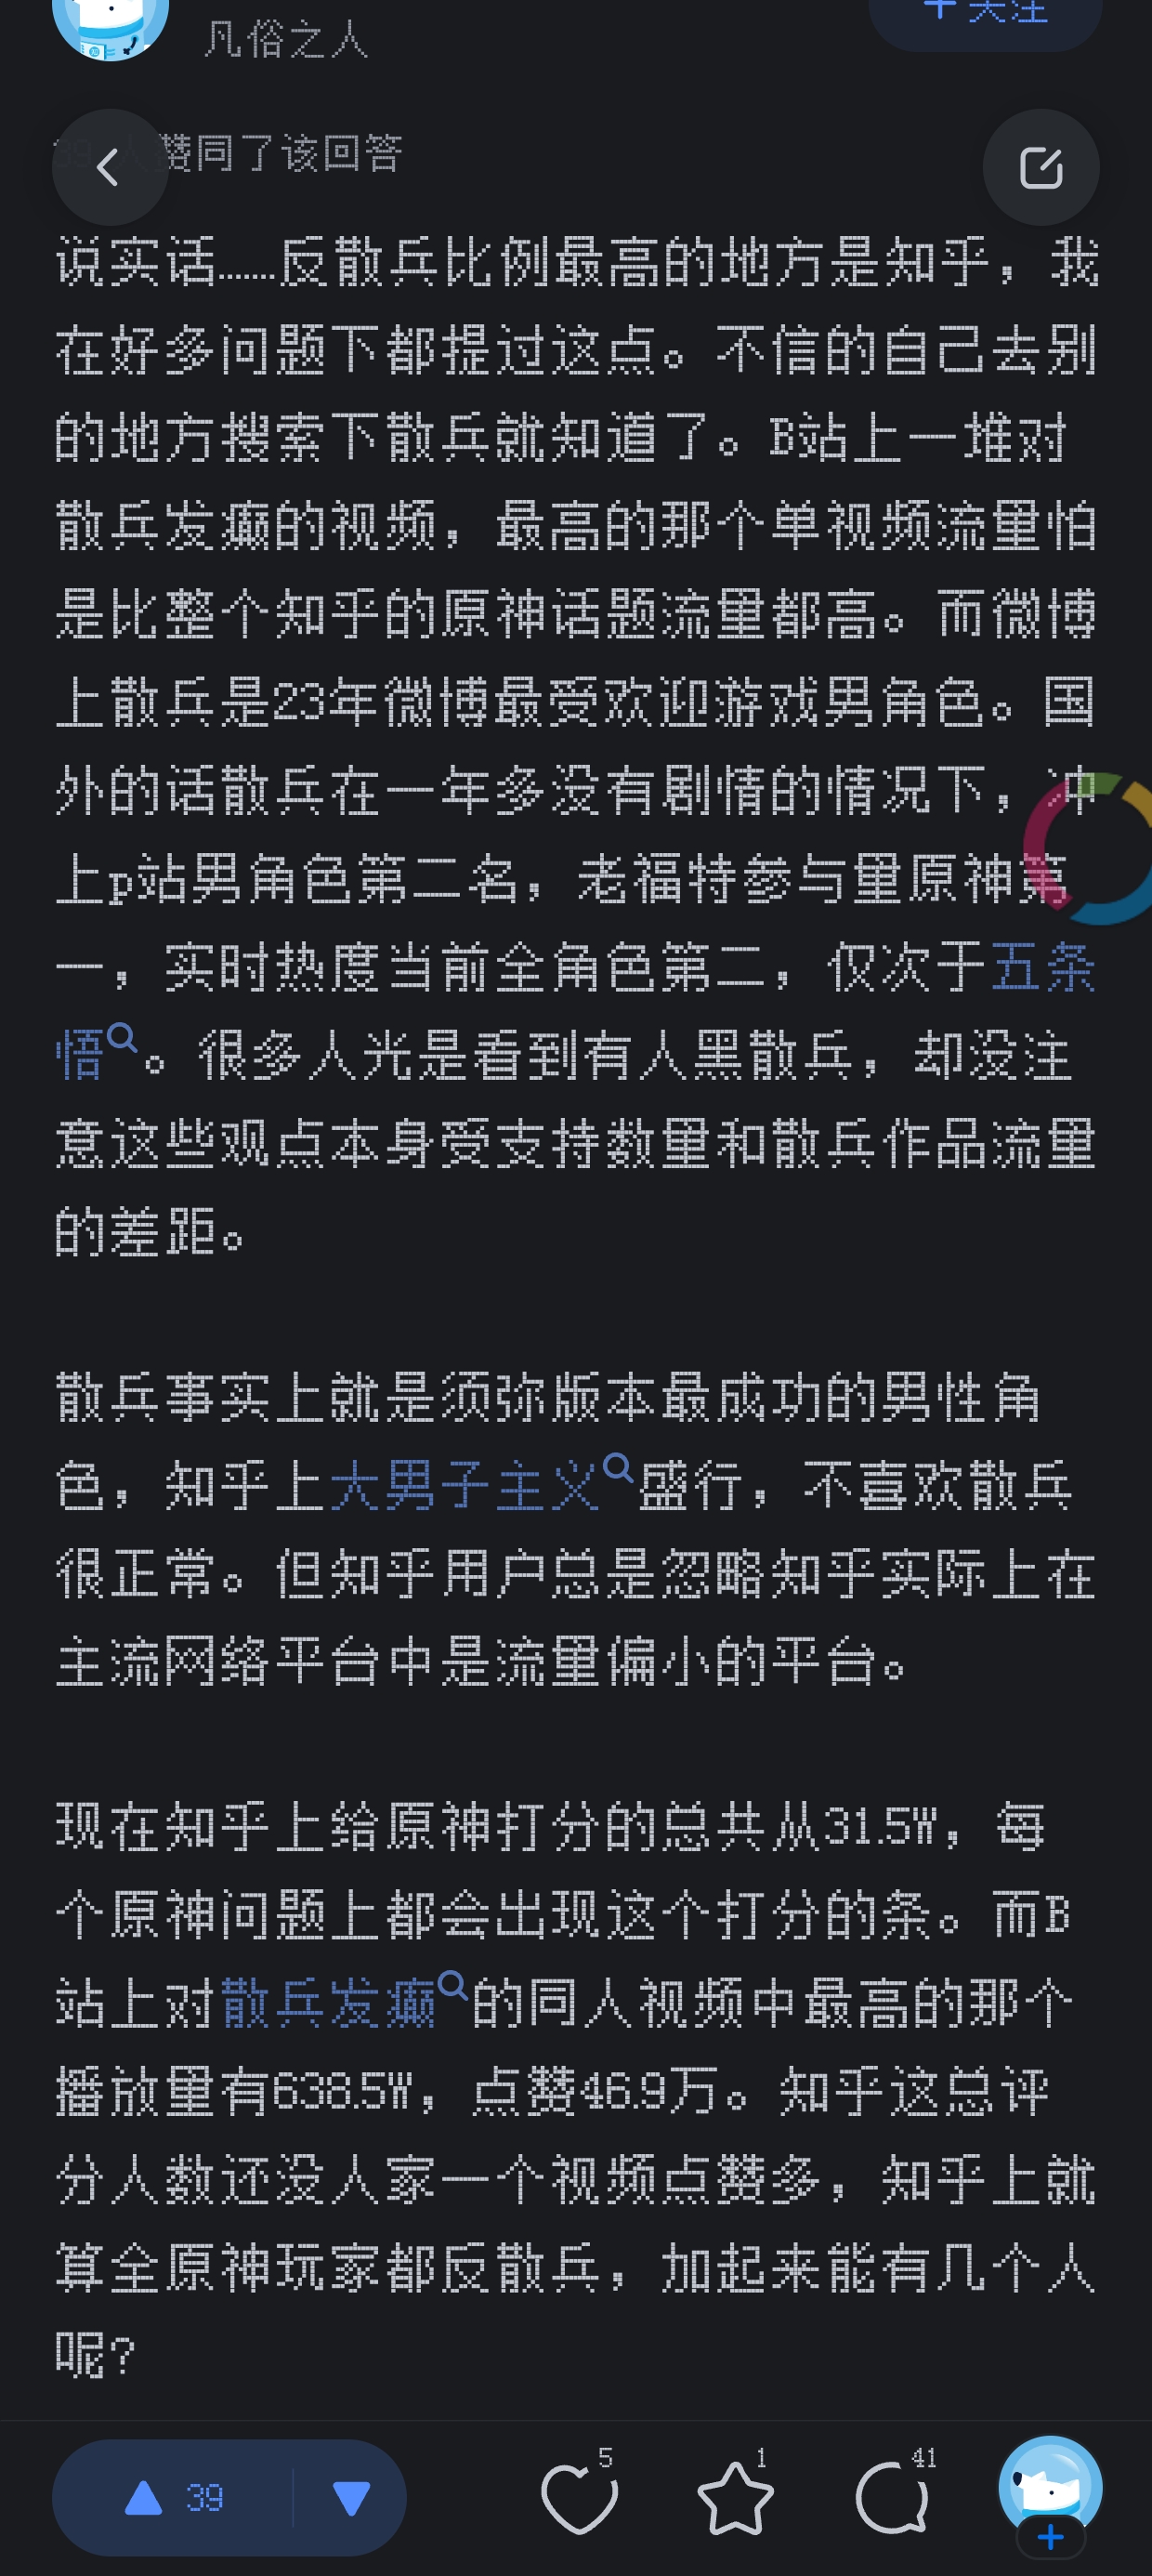 关注
凡俗之人
39 人赞同了该回答
说实话……反散兵比例最高的地方是知乎，我
在好多问题下都提过这点。不信的自己去别
的地方搜索下散兵就知道了。B站上一堆对
散兵发癫的视频，最高的那个单视频流量怕
是比整个知乎的原神话题流量都高。而微博
上散兵是23年微博最受欢迎游戏男角色。国
外的话散兵在一年多没有剧情的情况下，冲
上p站男角色第二名，老福特参与量原神第
一，实时热度当前全角色第二，仅次于五条
悟。很多人光是看到有人黑散兵，却没注
意这些观点本身受支持数量和散兵作品流量
的差距。
散兵事实上就是须弥版本最成功的男性角
色，知乎上大男子主义盛行，不喜欢散兵
很正常。但知乎用户总是忽略知乎实际上在
主流网络平台中是流量偏小的平台。
现在知乎上给原神打分的总共从31.5W，每
个原神问题上都会出现这个打分的条。而B
站上对散兵发癫的同人视频中最高的那个
播放量有638.5W，点赞46.9万。知乎这总评
分人数还没人家一个视频点赞多，知乎上就
算全原神玩家都反散兵，加起来能有几个人
呢?
39
5
1
41